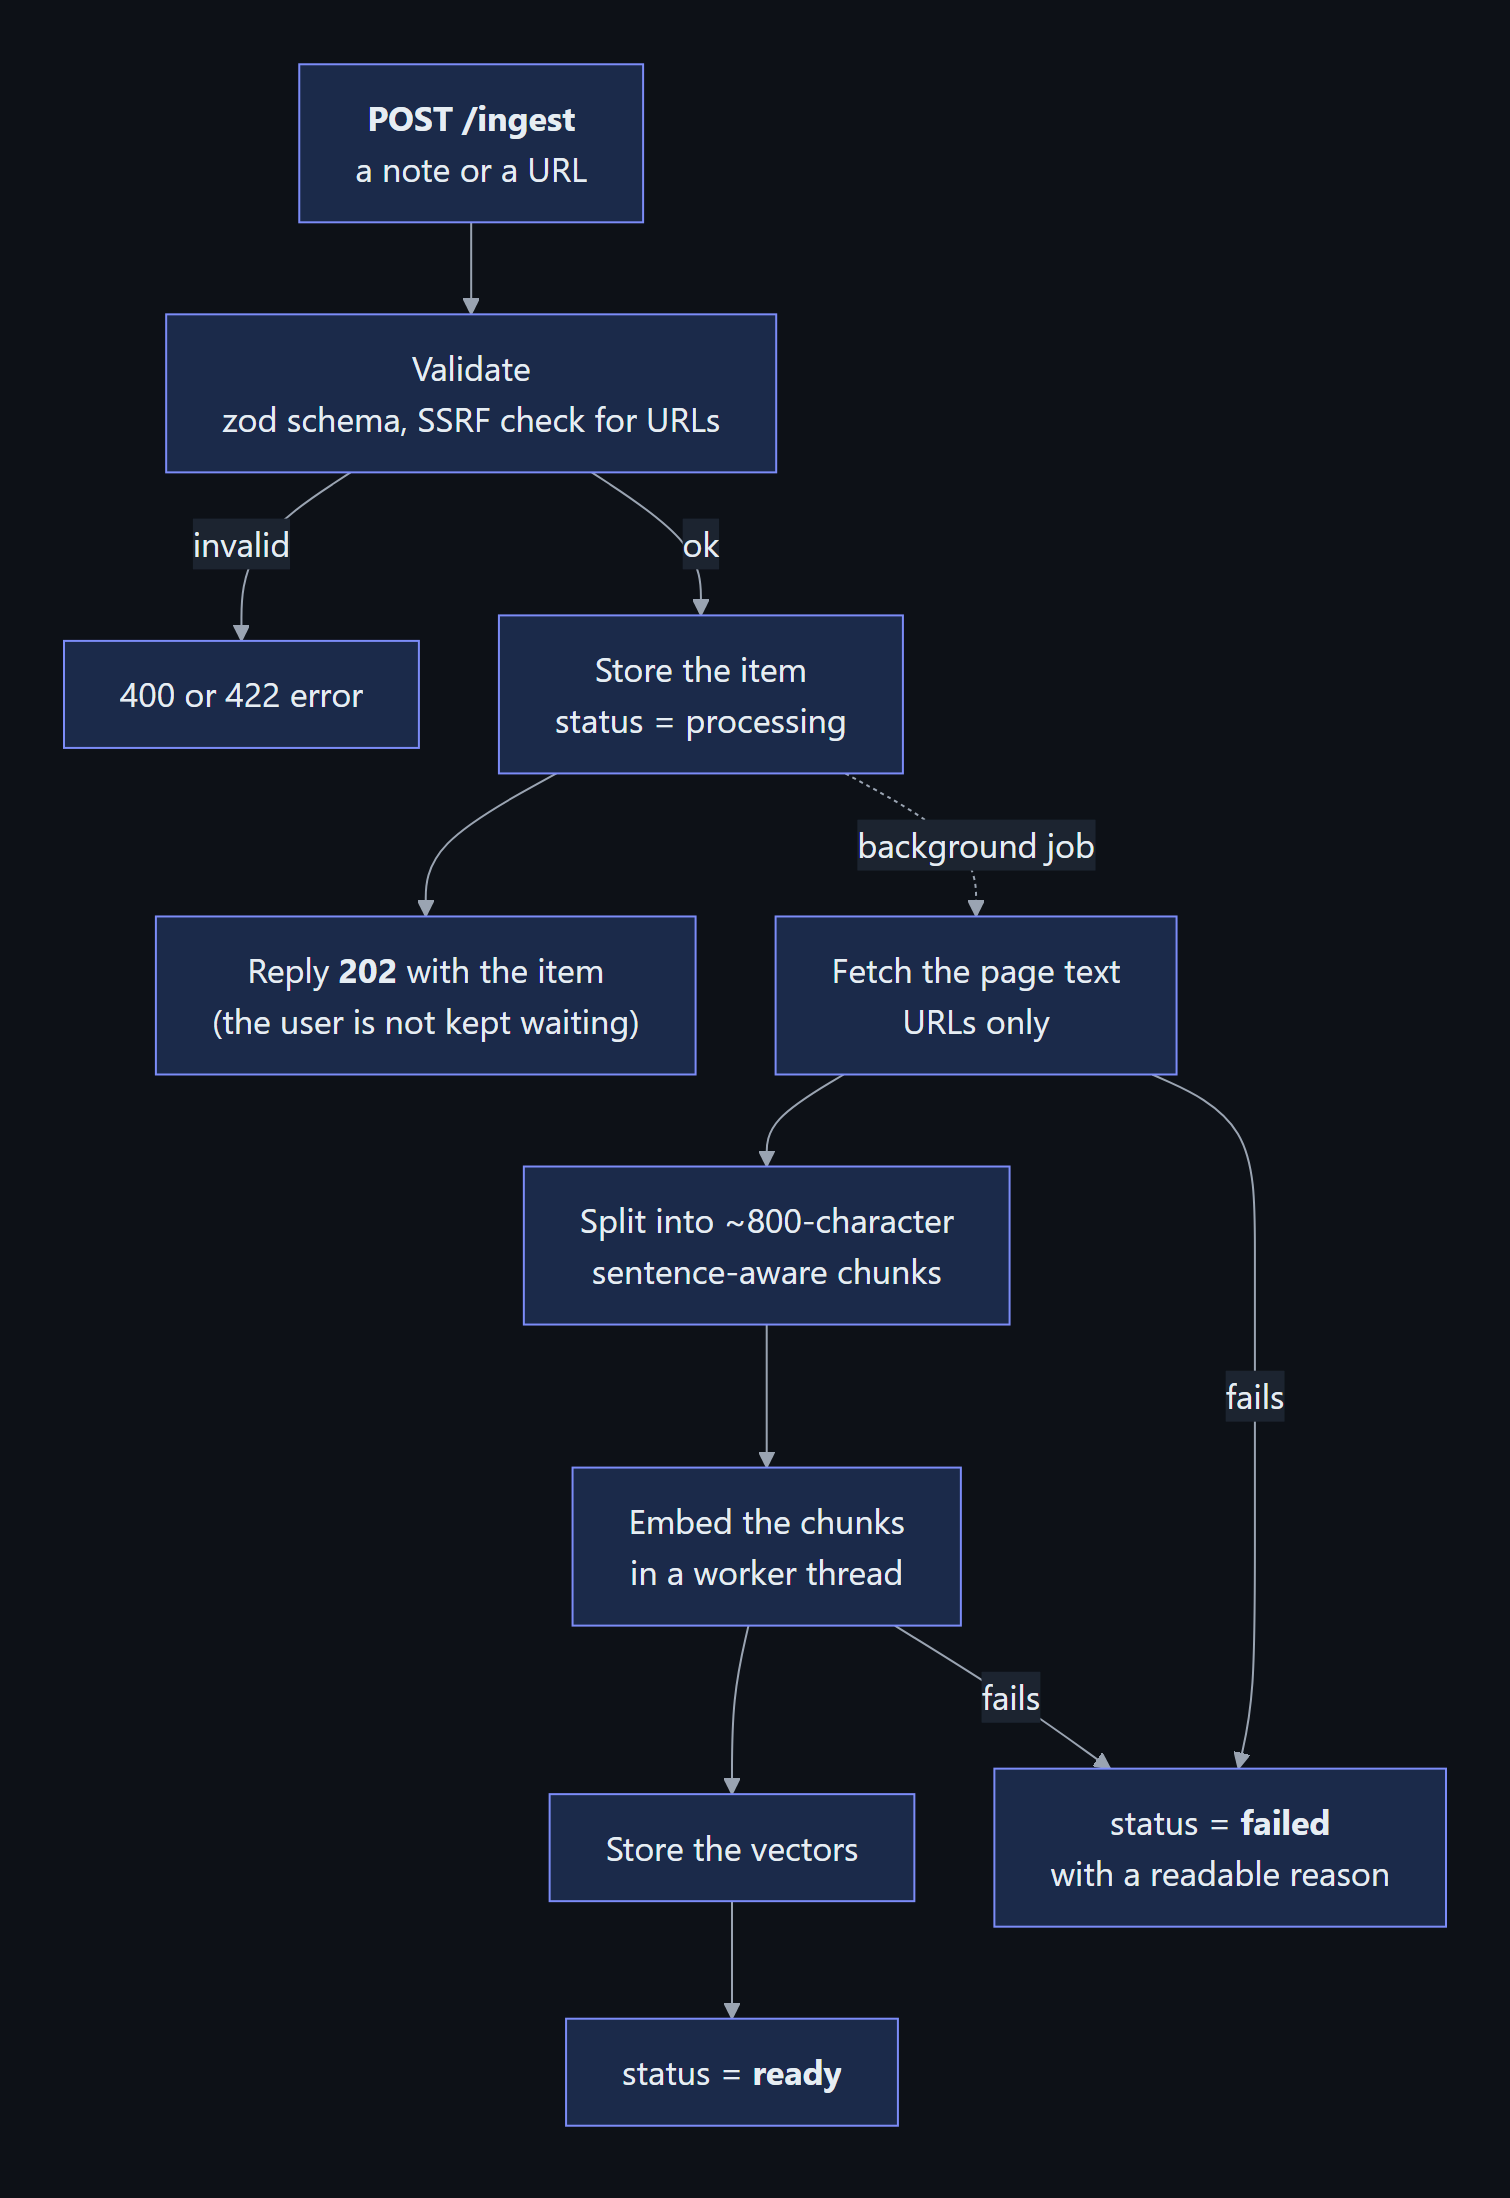 POST /ingest
a note or a URL
Validate
zod schema, SSRF check for URLs
invalid
ok
400 or 422 error
Store the item
status = processing
background job
Reply 202 with the item
(the user is not kept waiting)
Fetch the page text
URLs only
Split into ~800-character
sentence-aware chunks
fails
Embed the chunks
in a worker thread
fails
Store the vectors
status = failed
with a readable reason
status = ready